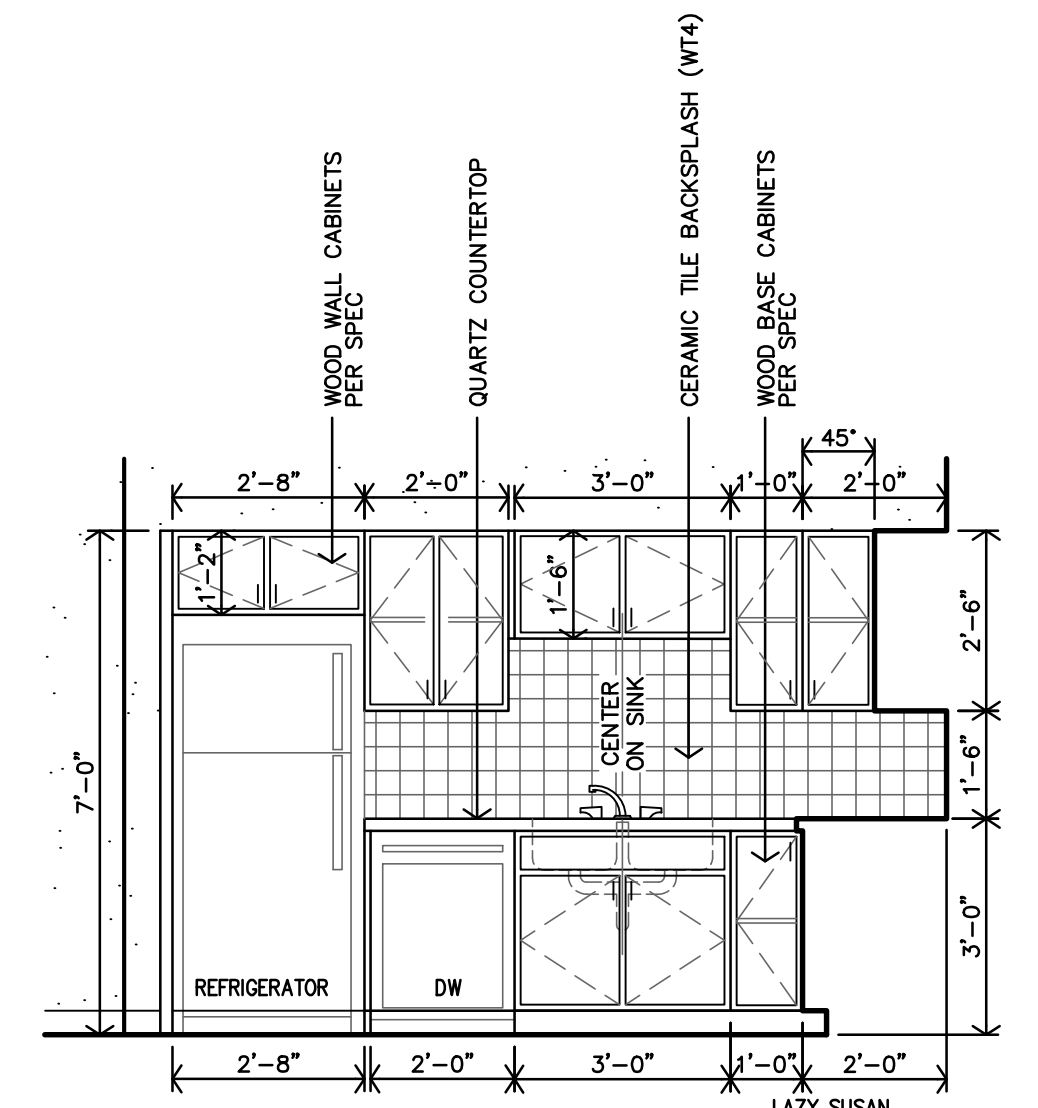 WOOD WALL CABINETS
PER SPEC
QUARTZ COUNTERTOP
CERAMIC TILE BACKSPLASH (WT4)
WOOD BASE CABINETS
PER SPEC
45°
2'-8"
2'-0"
3'-0"
1'-0"
2'-0"
1'-2"
1'-6"
2'-6"
CENTER
ON SINK
1'-6"
7'-0"
3'-0"
REFRIGERATOR
DW
2'-8"
2'-0"
3'-0"
1'-0"
2'-0"
LAZY SUSAN